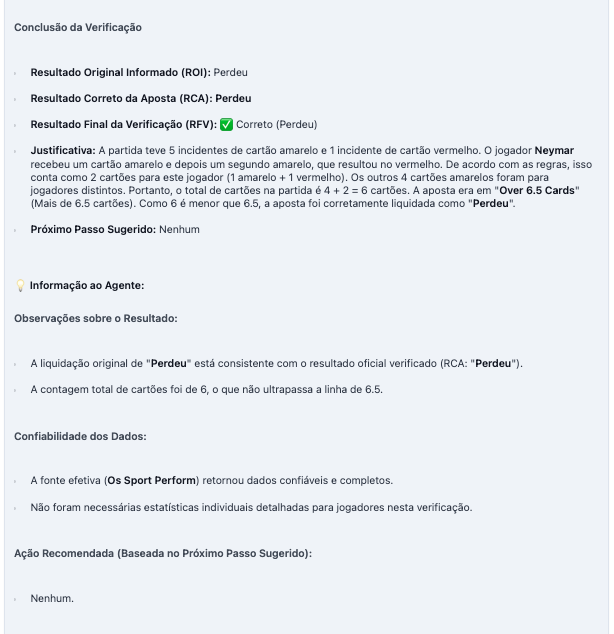 Conclusão da Verificação
Resultado Original Informado (ROI): Perdeu
Resultado Correto da Aposta (RCA): Perdeu
Resultado Final da Verificação (RFV): ✅ Correto (Perdeu)
Justificativa: A partida teve 5 incidentes de cartão amarelo e 1 incidente de cartão vermelho. O jogador Neymar
recebeu um cartão amarelo e depois um segundo amarelo, que resultou no vermelho. De acordo com as regras, isso
conta como 2 cartões para este jogador (1 amarelo + 1 vermelho). Os outros 4 cartões amarelos foram para
jogadores distintos. Portanto, o total de cartões na partida é 4 + 2 = 6 cartões. A aposta era em "Over 6.5 Cards"
(Mais de 6.5 cartões). Como 6 é menor que 6.5, a aposta foi corretamente liquidada como "Perdeu".
Próximo Passo Sugerido: Nenhum
💡 Informação ao Agente:
Observações sobre o Resultado:
A liquidação original de "Perdeu" está consistente com o resultado oficial verificado (RCA: "Perdeu").
A contagem total de cartões foi de 6, o que não ultrapassa a linha de 6.5.
Confiabilidade dos Dados:
A fonte efetiva (Os Sport Perform) retornou dados confiáveis e completos.
Não foram necessárias estatísticas individuais detalhadas para jogadores nesta verificação.
Ação Recomendada (Baseada no Próximo Passo Sugerido):
Nenhum.